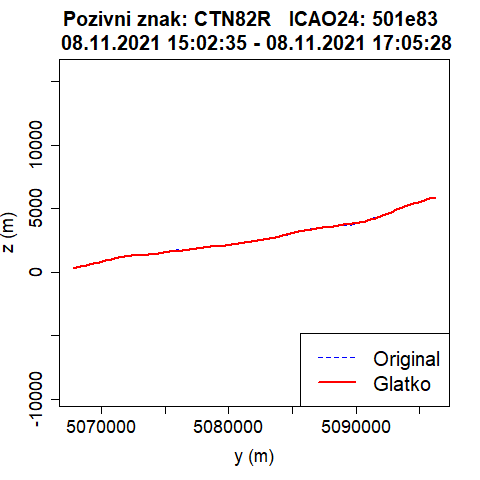 Pozivni znak: CTN82R   ICAO24: 501e83
08.11.2021 15:02:35 - 08.11.2021 17:05:28
10000
5000
0
-10000
z (m)
Original
Glatko
5070000 5080000 5090000
y (m)